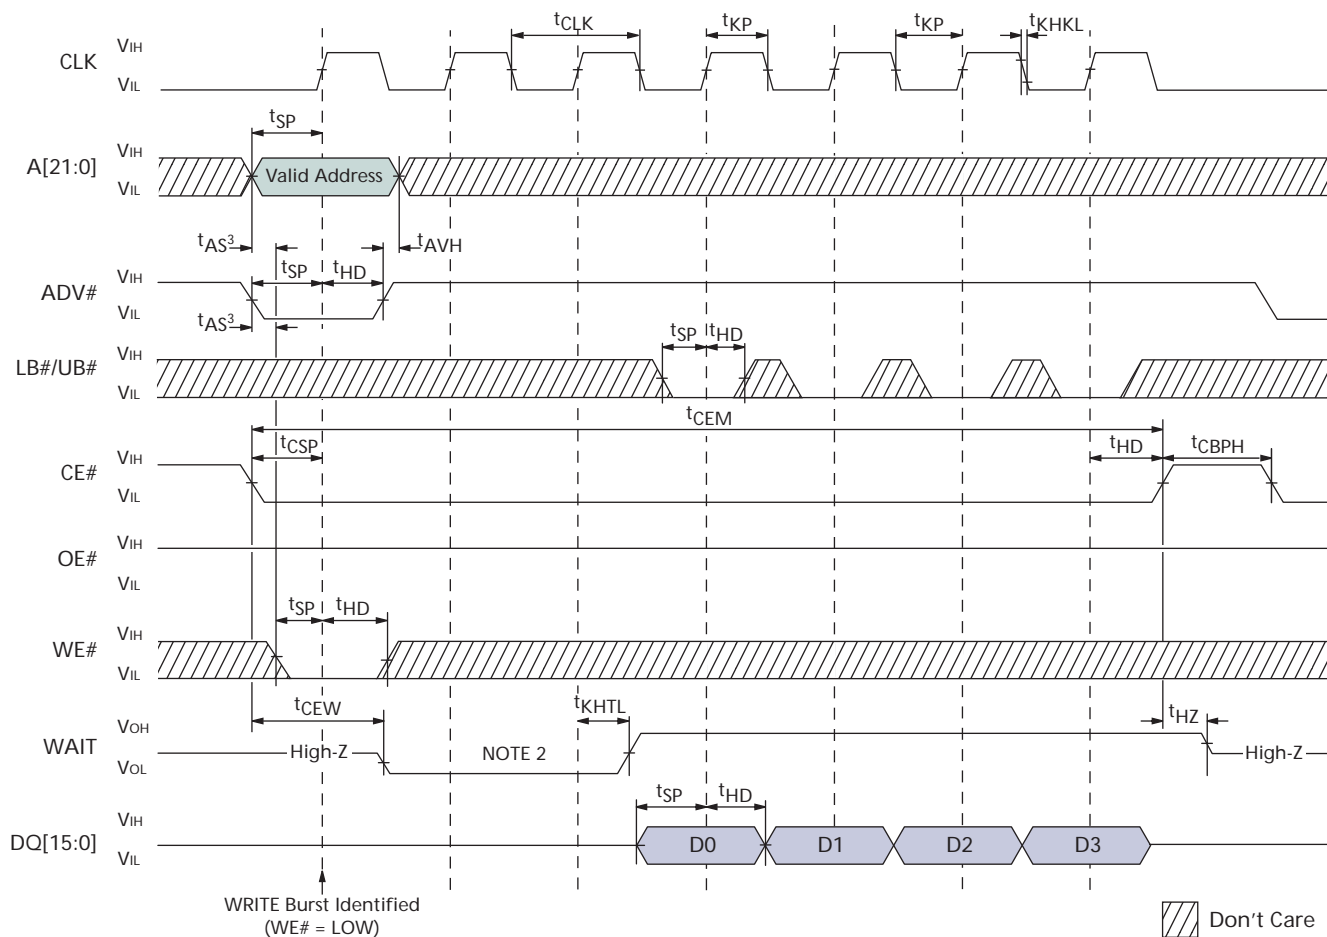 tCLK tKP tKP tKHKL
CLK VIH
VIL
tSP
A[21:0] VIH
VIL
Valid Address
tAS3 tAVH
tSP tHD
ADV# VIH
VIL
tAS3
tSP tHD
LB#/UB# VIH
VIL
tCEM
tCSP tHD tCBPH
CE# VIH
VIL
OE# VIH
VIL
tSP tHD
WE# VIH
VIL
tCEW tKHTL tHZ
WAIT VOH
VOL
High-Z NOTE 2 High-Z
tSP tHD
DQ[15:0] VIH
VIL
D0 D1 D2 D3
WRITE Burst Identified
(WE# = LOW)
Don't Care